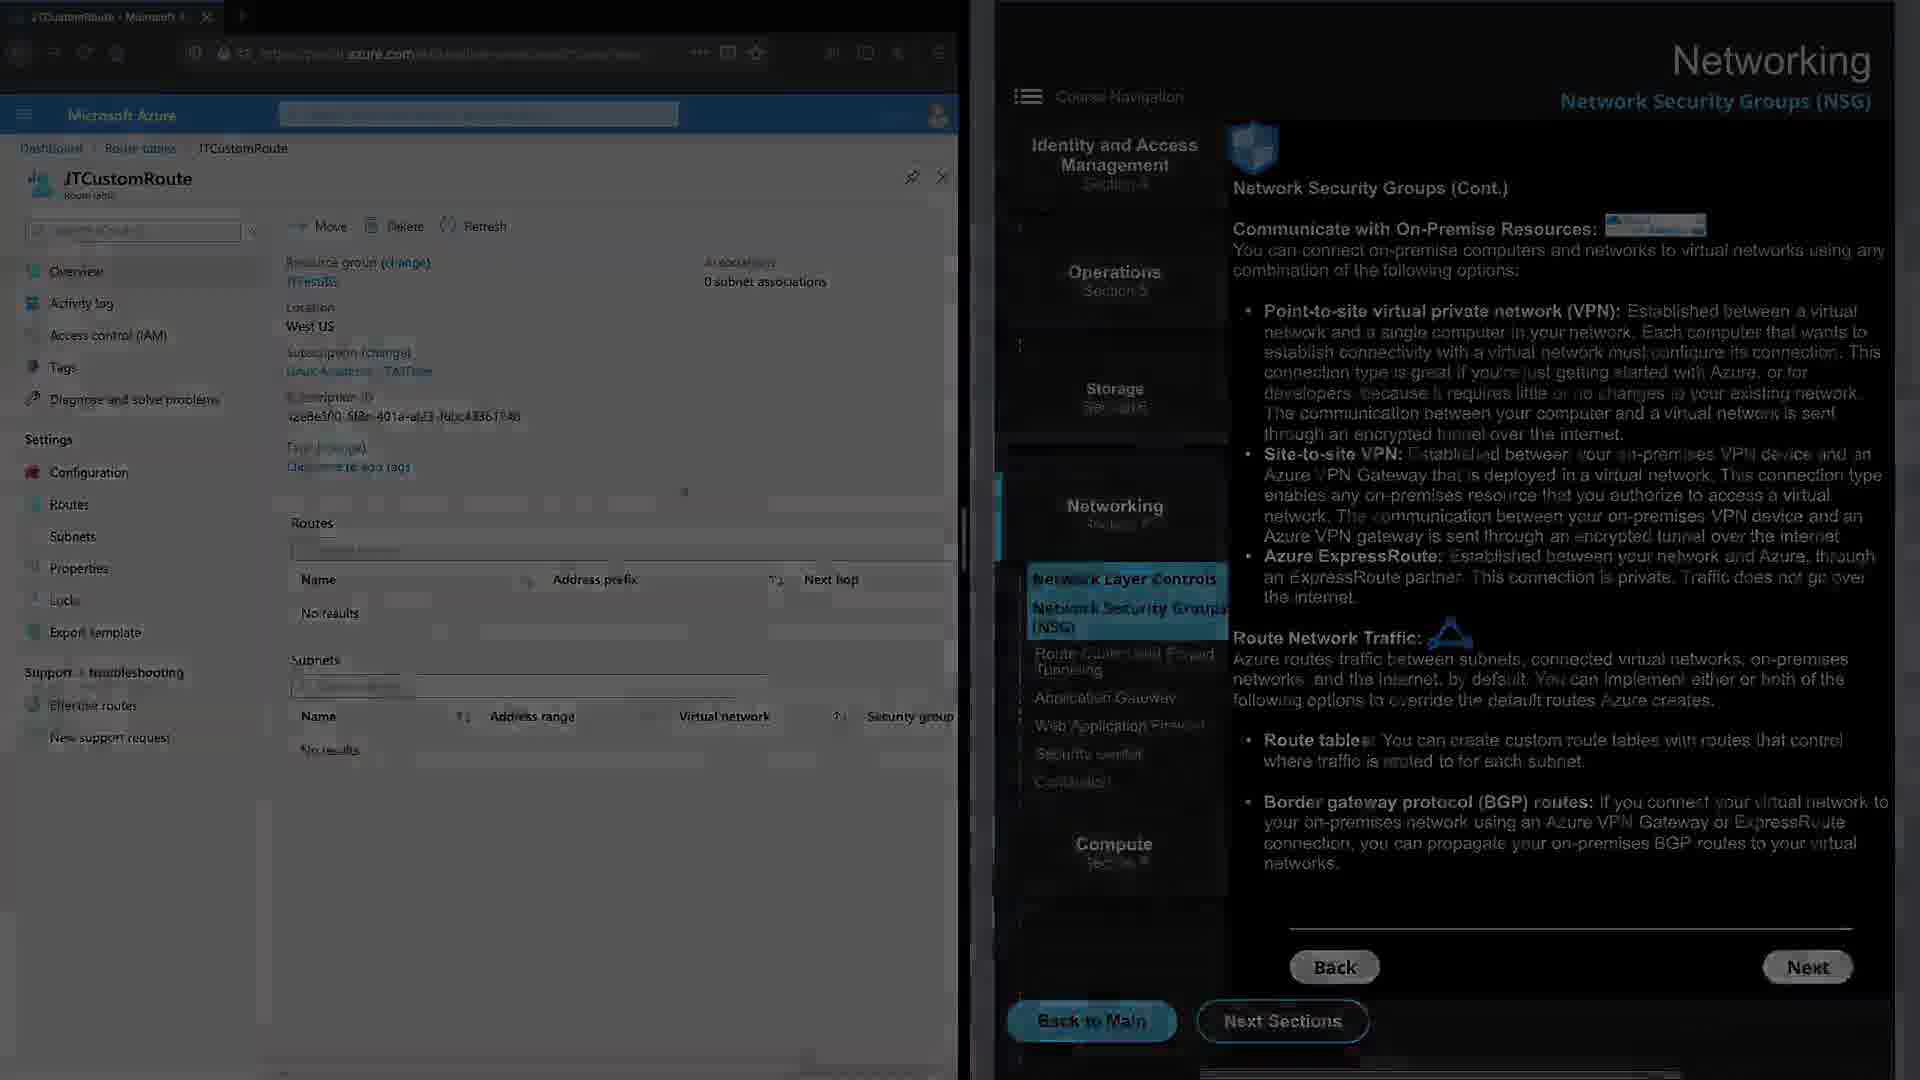 Microsoft Azure
Dashboard
Route tables
JTCustomRoute
JTCustomRoute
Route table
Move
Delete
Refresh
Overview
Activity log
Access control (IAM)
Tags
Diagnose and solve problems
Settings
Configuration
Routes
Subnets
Properties
Locks
Export template
Support + troubleshooting
Effective routes
New support request
Resource group (change)
Associations
0 subnet associations
Location
West US
Subscription (change)
Subscription ID
Tags (change)
Click here to add tags
Routes
Name
Address prefix
Next hop
No results
Subnets
Name
Address range
Virtual network
Security group
No results
Networking
Network Security Groups (NSG)
Course Navigation
Identity and Access
Management
Operations
Section 5
Storage
Networking
Network Layer Controls
Network Security Groups
(NSG)
Route Control and Forced
Tunneling
Application Gateway
Web Application Firewall
Security Center
Conclusion
Compute
Network Security Groups (Cont.)
Communicate with On-Premise Resources:
You can connect on-premise computers and networks to virtual networks using any
combination of the following options:
• Point-to-site virtual private network (VPN): Established between a virtual
network and a single computer in your network. Each computer that wants to
establish connectivity with a virtual network must configure its connection. This
connection type is great if you're just getting started with Azure, or for
developers, because it requires little or no changes to your existing network.
The communication between your computer and a virtual network is sent
through an encrypted tunnel over the internet.
• Site-to-site VPN: Established between your on-premises VPN device and an
Azure VPN Gateway that is deployed in a virtual network. This connection type
enables any on-premises resource that you authorize to access a virtual
network. The communication between your on-premises VPN device and an
Azure VPN gateway is sent through an encrypted tunnel over the internet
• Azure ExpressRoute: Established between your network and Azure, through
an ExpressRoute partner. This connection is private. Traffic does not go over
the internet.
Route Network Traffic:
Azure routes traffic between subnets, connected virtual networks, on-premises
networks, and the Internet, by default. You can implement either or both of the
following options to override the default routes Azure creates.
• Route tables: You can create custom route tables with routes that control
where traffic is routed to for each subnet.
• Border gateway protocol (BGP) routes: If you connect your virtual network to
your on-premises network using an Azure VPN Gateway or ExpressRoute
connection, you can propagate your on-premises BGP routes to your virtual
networks.
Back
Next
Back to Main
Next Sections